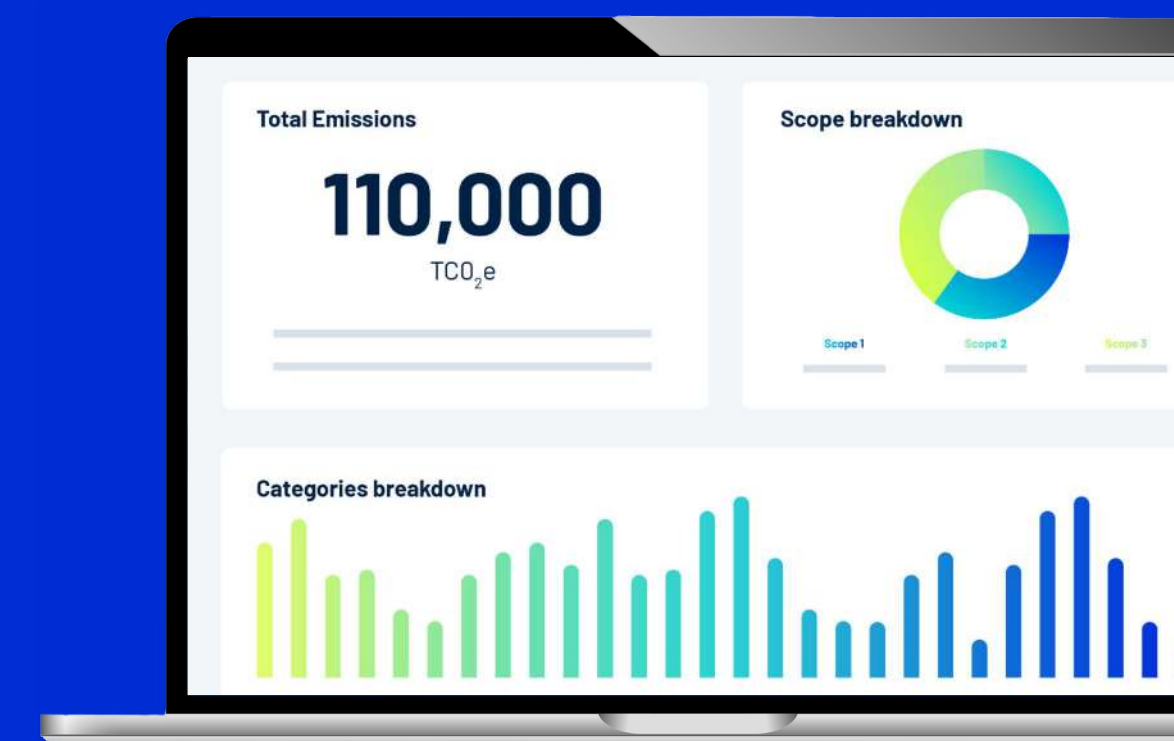 Total Emissions
110,000
TCO₂e
Scope breakdown
Scope 1
Scope 2
Scope 3
Categories breakdown